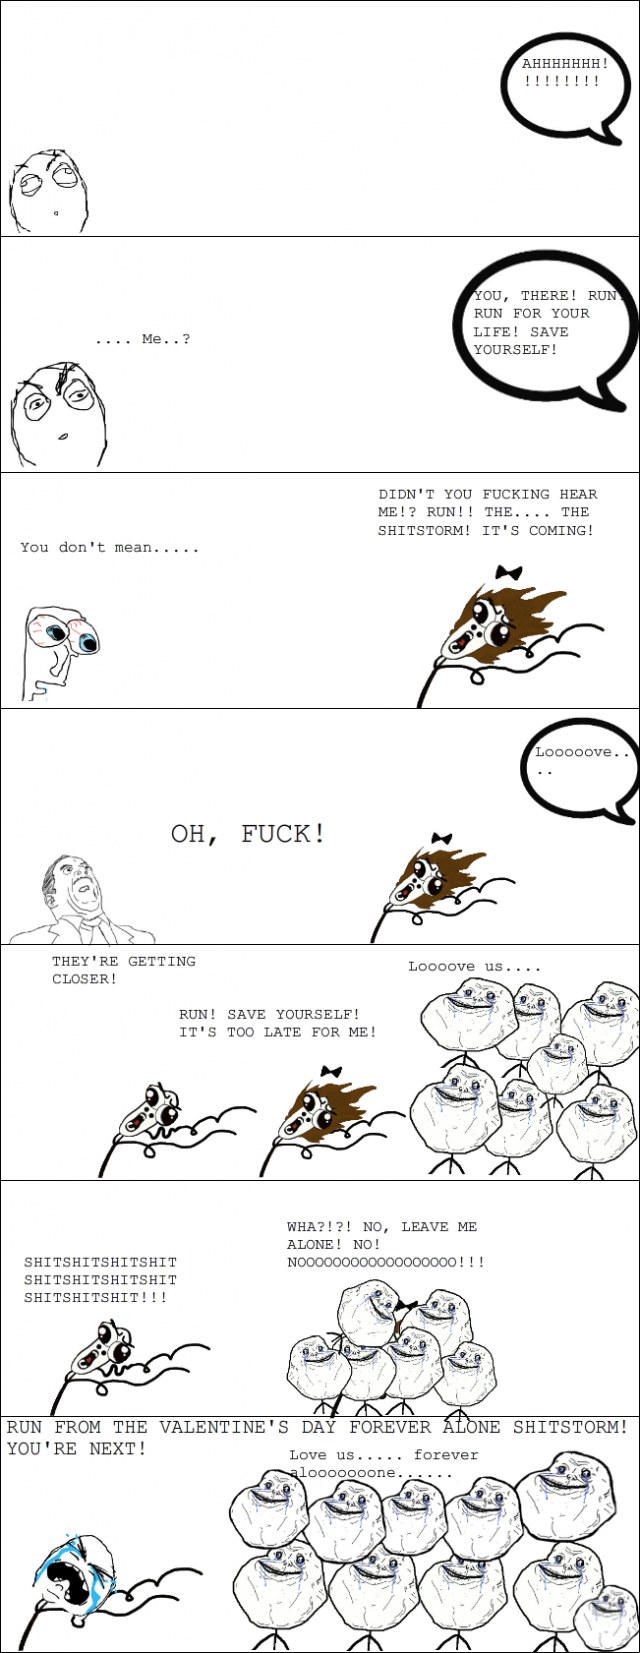 AHHHHHHH!
!!!!!!!!
YOU, THERE! RUN!
RUN FOR YOUR
LIFE! SAVE
YOURSELF!
.... Me..?
DIDN'T YOU FUCKING HEAR
ME!? RUN!! THE.... THE
SHITSTORM! IT'S COMING!
You don't mean.....
Looooove..
..
OH, FUCK!
THEY'RE GETTING
CLOSER!
Loooove us....
RUN! SAVE YOURSELF!
IT'S TOO LATE FOR ME!
WHA?!?! NO, LEAVE ME
ALONE! NO!
NOOOOOOOOOOOOOOOOOO!!!
SHITSHITSHITSHIT
SHITSHITSHITSHIT
SHITSHITSHIT!!!
RUN FROM THE VALENTINE'S DAY FOREVER ALONE SHITSTORM!
YOU'RE NEXT!
Love us..... forever
alooooooone......